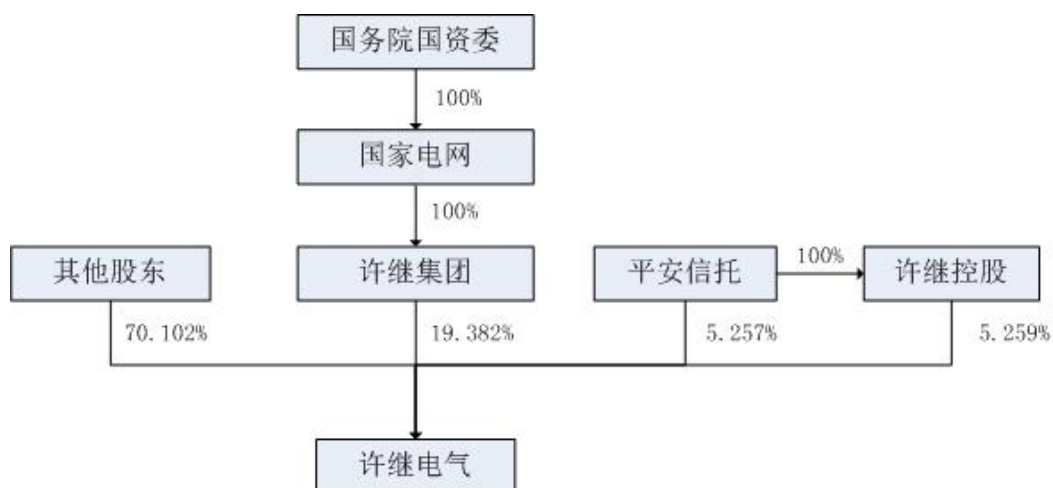 国务院国资委
100%
国家电网
100%
其他股东
许继集团
平安信托
100%
许继控股
70.102%
19.382%
5.257%
5.259%
许继电气